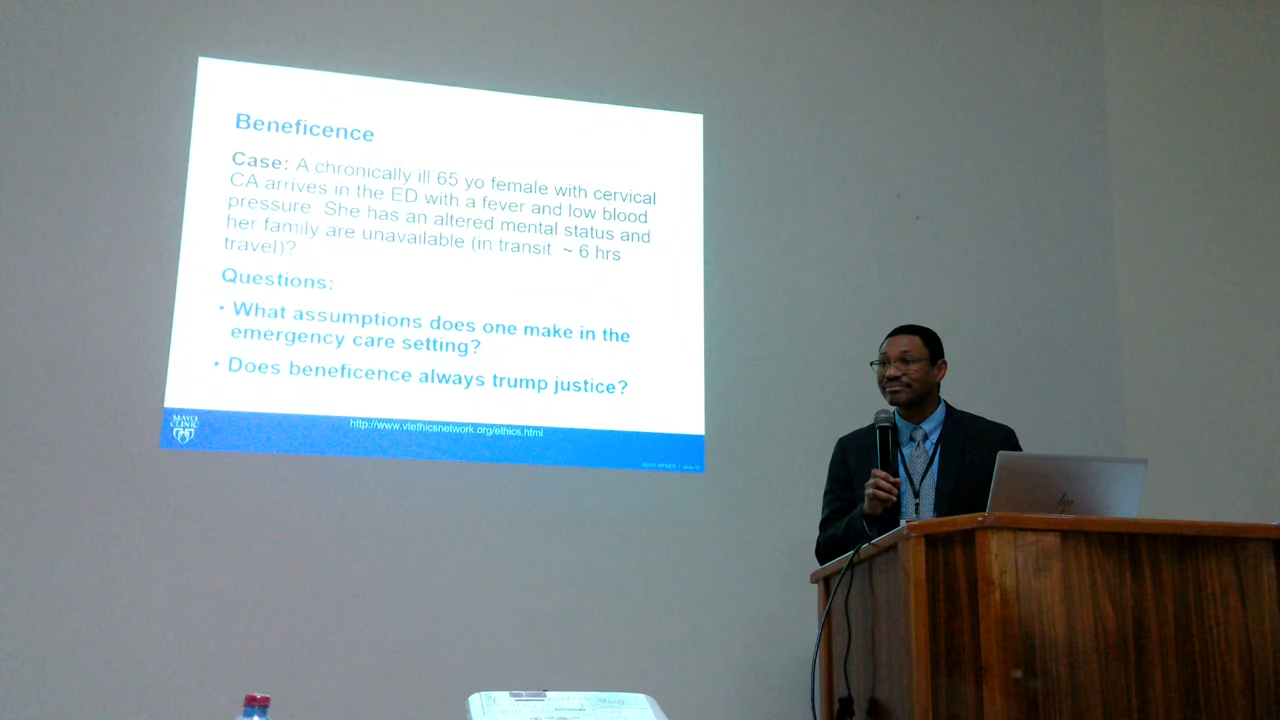 Beneficence
Case: A chronically ill 65 yo female with cervical
CA arrives in the ED with a fever and low blood
pressure. She has an altered mental status and
her family are unavailable (in transit ~ 6 hrs
travel)?
Questions:
• What assumptions does one make in the
emergency care setting?
• Does beneficence always trump justice?
MAYO
CLINIC
http://www.vtethicsnetwork.org/ethics.html
hp